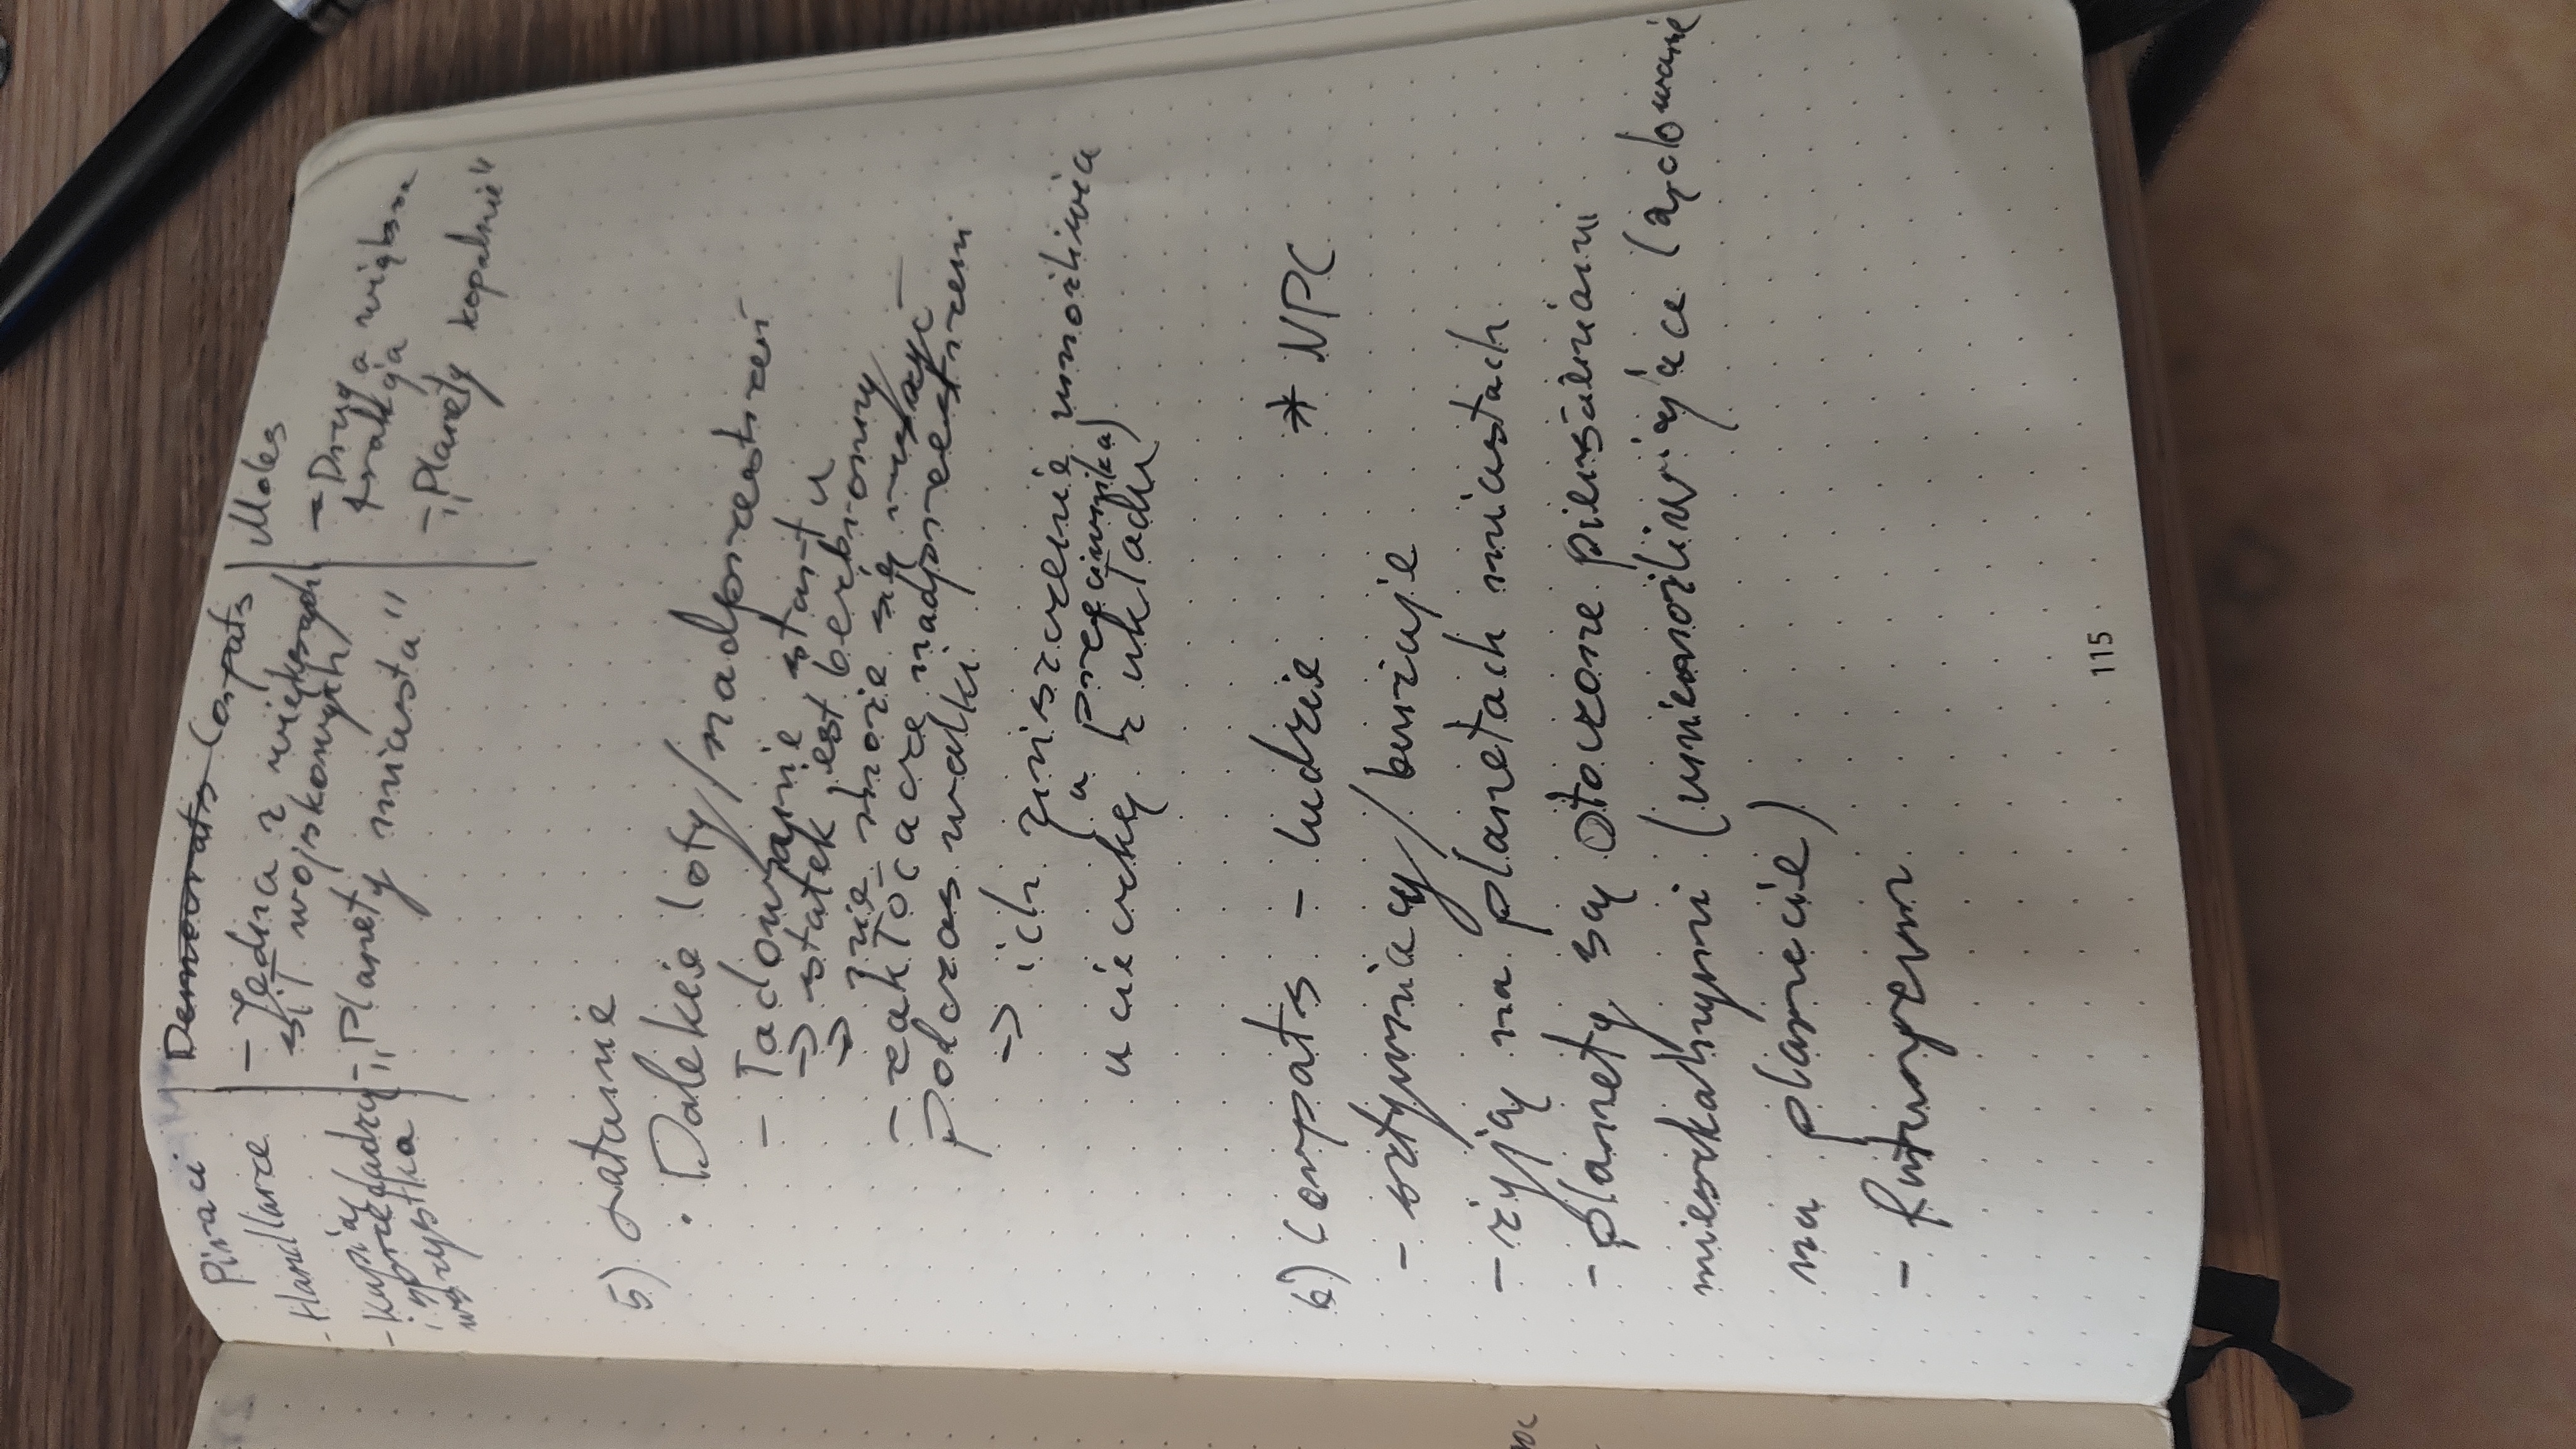 Piraci
- Handlarze
- Kupią
i sprzedadzą
wszystko
Democrats Corpats
- Jedna z większych
sił wojskowych
- „Planety miasta"
Moles
- Druga większa
frakcja
- „Planety kopalnie"
5) Latanie
· Dalekie loty/nadprzestrzeń
- ładowanie startu
-> statek jest bezbronny
-> nie może się ruszyć
- zakłócacze nadprzestrzeni
podczas walki
-> ich zniszczenie umożliwia
(u przeciwnika)
ucieczkę z układu
6) Corpats - ludzie * NPC
- sztywniacy/burżuje
- żyją na planetach miastach
- planety są otoczone pierścieniami
mieszkalnymi (uniemożliwiające lądowanie
na planecie)
- futuryzm
115